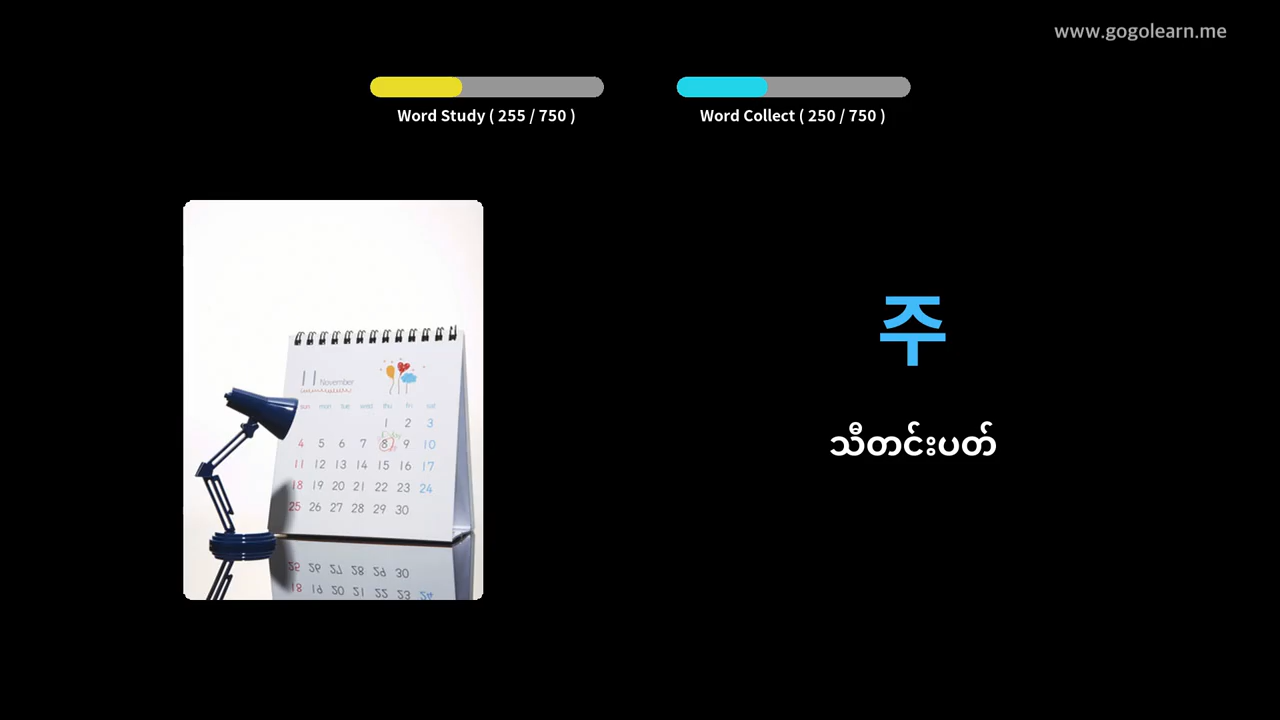 www.gogolearn.me
Word Study ( 255 / 750 )
Word Collect ( 250 / 750 )
주
သီတင်းပတ်
11 November
sun mon tue wed thu fri sat
1 2 3
4 5 6 7 8 9 10
11 12 13 14 15 16 17
18 19 20 21 22 23 24
25 26 27 28 29 30